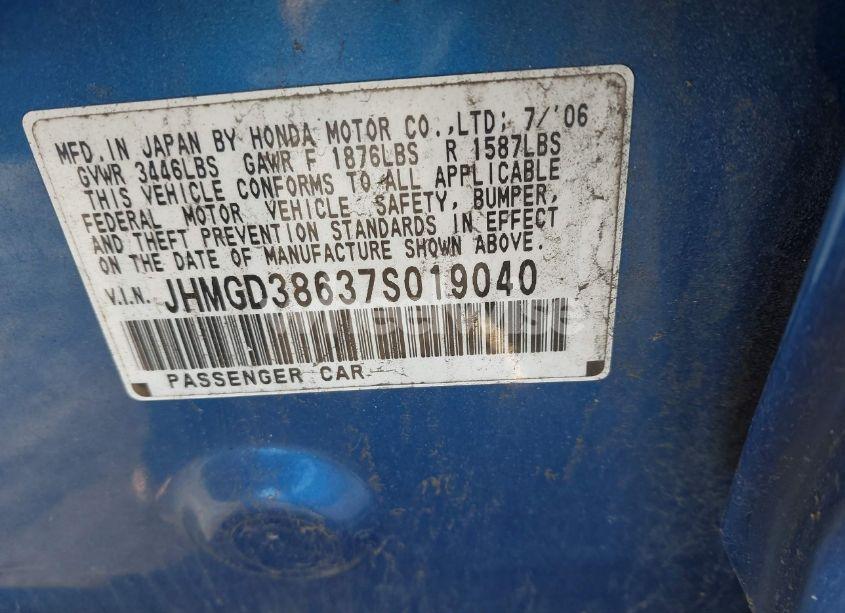 MFD. IN JAPAN BY HONDA MOTOR CO.,LTD; 7/'06
GVWR 3446LBS GAWR F 1876LBS R 1587LBS
THIS VEHICLE CONFORMS TO ALL APPLICABLE
FEDERAL MOTOR VEHICLE SAFETY, BUMPER,
AND THEFT PREVENTION STANDARDS IN EFFECT
ON THE DATE OF MANUFACTURE SHOWN ABOVE.
V.I.N. JHMGD38637S019040
PASSENGER CAR